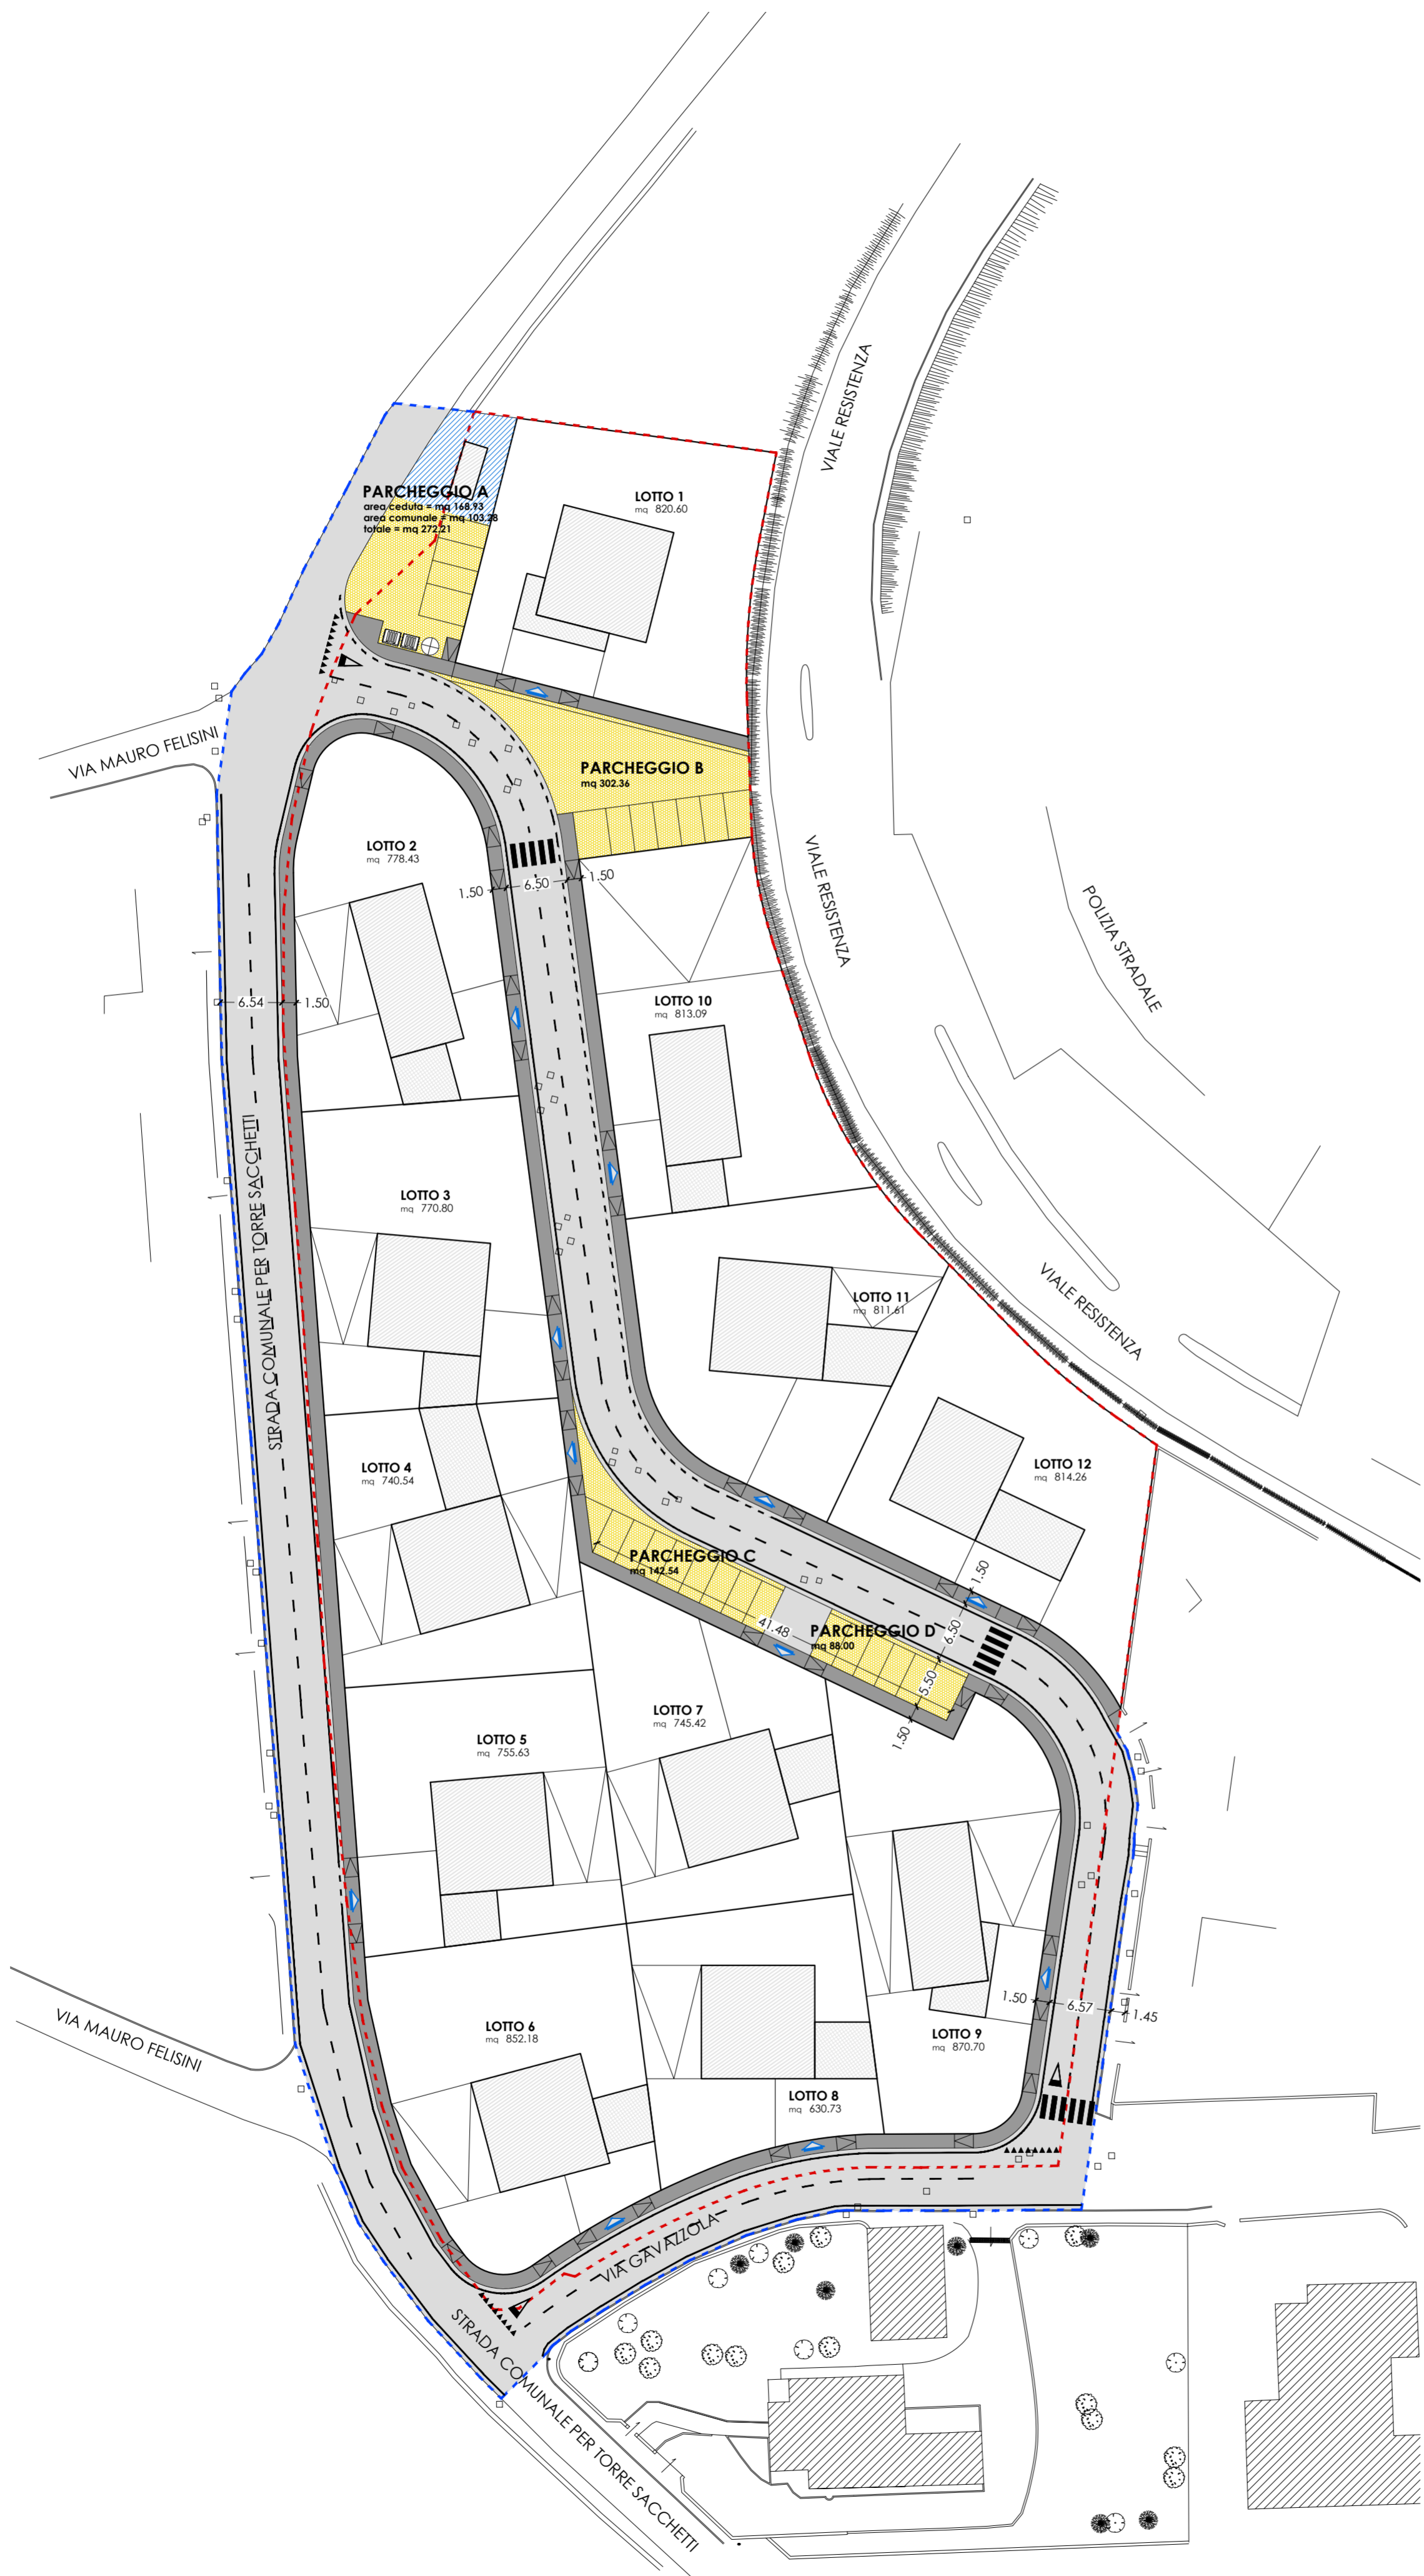 VIALE RESISTENZA
PARCHEGGIO A
area ceduta = mq 168.93
area comunale = mq 103.28
totale = mq 272.21
LOTTO 1
mq 820.60
VIA MAURO FELISINI
PARCHEGGIO B
mq 302.36
LOTTO 2
mq 778.43
1.50
6.50
1.50
VIALE RESISTENZA
POLIZIA STRADALE
6.54
1.50
LOTTO 10
mq 813.09
STRADA COMUNALE PER TORRE SACCHETTI
LOTTO 3
mq 770.80
LOTTO 11
mq 811.61
VIALE RESISTENZA
LOTTO 4
mq 740.54
LOTTO 12
mq 814.26
PARCHEGGIO C
mq 142.54
1.50
41.48
PARCHEGGIO D
mq 88.00
6.50
5.50
1.50
LOTTO 7
mq 745.42
LOTTO 5
mq 755.63
1.50
6.57
1.45
VIA MAURO FELISINI
LOTTO 6
mq 852.18
LOTTO 9
mq 870.70
LOTTO 8
mq 630.73
VIA GAVAZZOLA
STRADA COMUNALE PER TORRE SACCHETTI